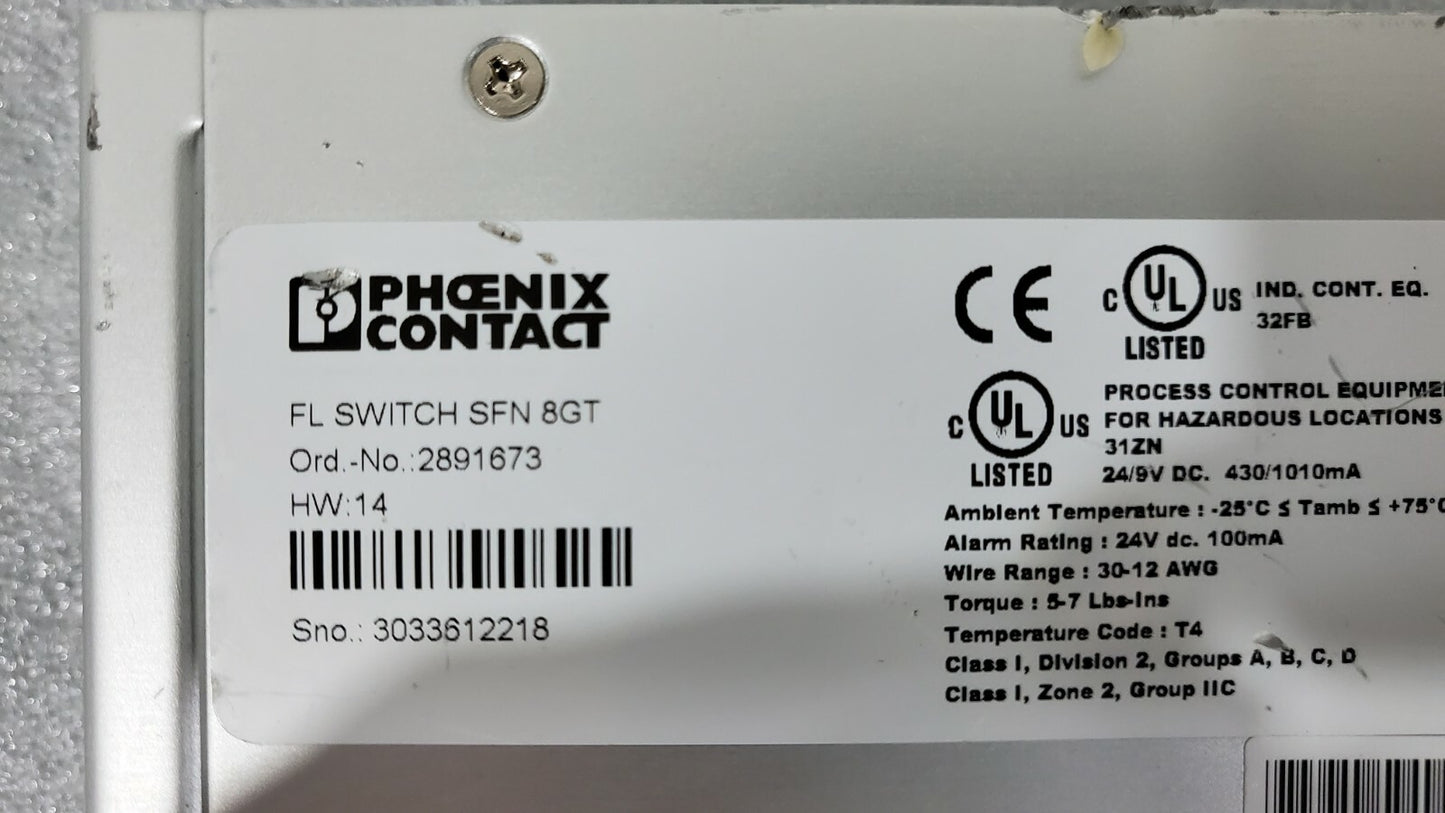 PHŒNIX
CONTACT
FL SWITCH SFN 8GT
Ord.-No.:2891673
HW:14
Sno.: 3033612218
CE
C UL US
LISTED
IND. CONT. EQ.
32FB
C UL US
LISTED
PROCESS CONTROL
FOR HAZARDOUS LOCATIONS
31ZN
24/9V DC. 430/1010mA
Ambient Temperature : -25°C ≤ Tamb ≤ +75°C
Alarm Rating : 24V dc. 100mA
Wire Range : 30-12 AWG
Torque : 5-7 Lbs-Ins
Temperature Code : T4
Class I, Division 2, Groups A, B, C, D
Class I, Zone 2, Group IIC